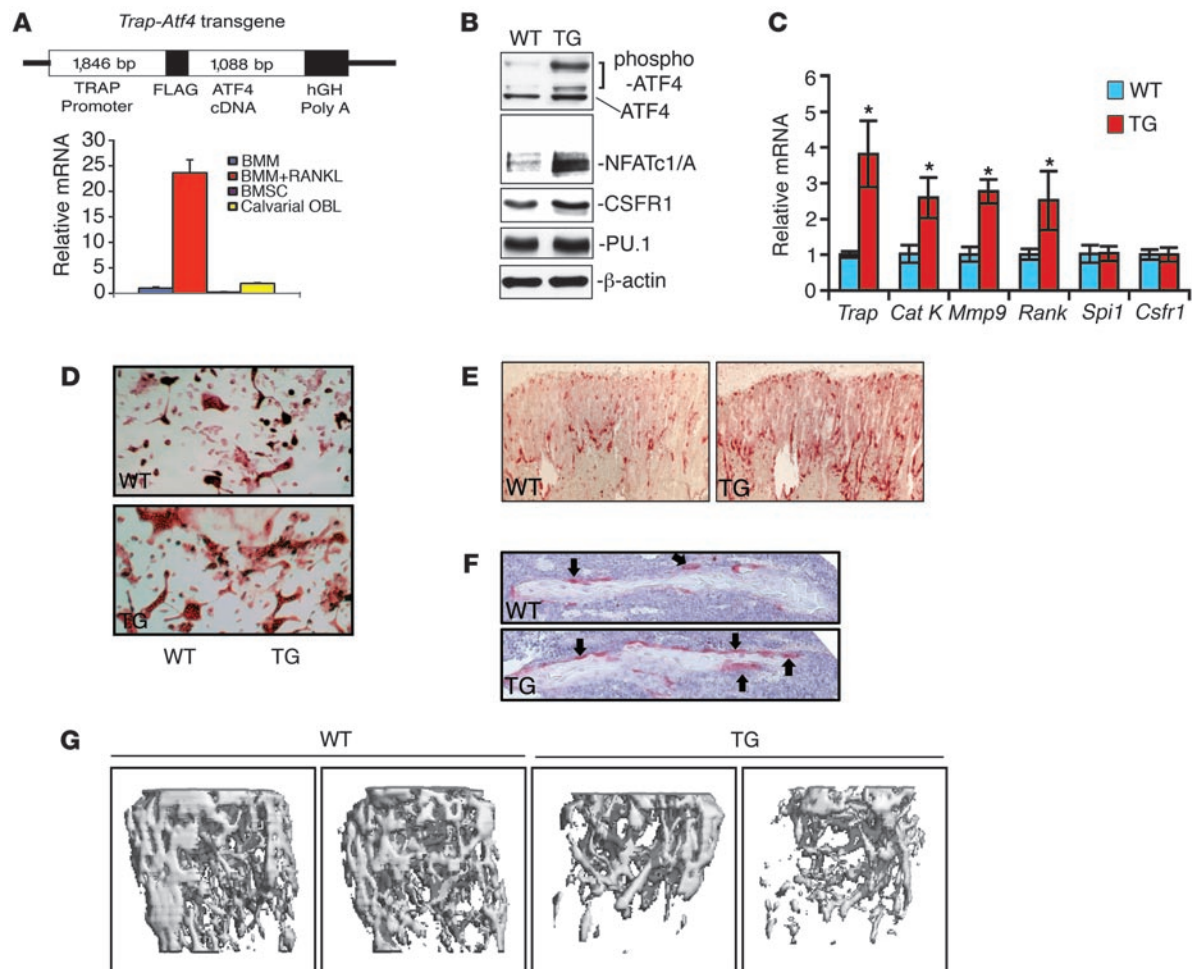 A
Trap-Atf4 transgene
1,846 bp
1,088 bp
TRAP Promoter
FLAG
ATF4 cDNA
hGH Poly A
Relative mRNA
30
25
20
15
10
5
0
BMM
BMM+RANKL
BMSC
Calvarial OBL
B
WT TG
phospho
-ATF4
ATF4
-NFATc1/A
-CSFR1
-PU.1
-β-actin
C
Relative mRNA
6
5
4
3
2
1
0
WT
TG
* * * *
Trap Cat K Mmp9 Rank Spi1 Csfr1
D
WT
TG
WT TG
E
WT
TG
F
WT
TG
G
WT TG